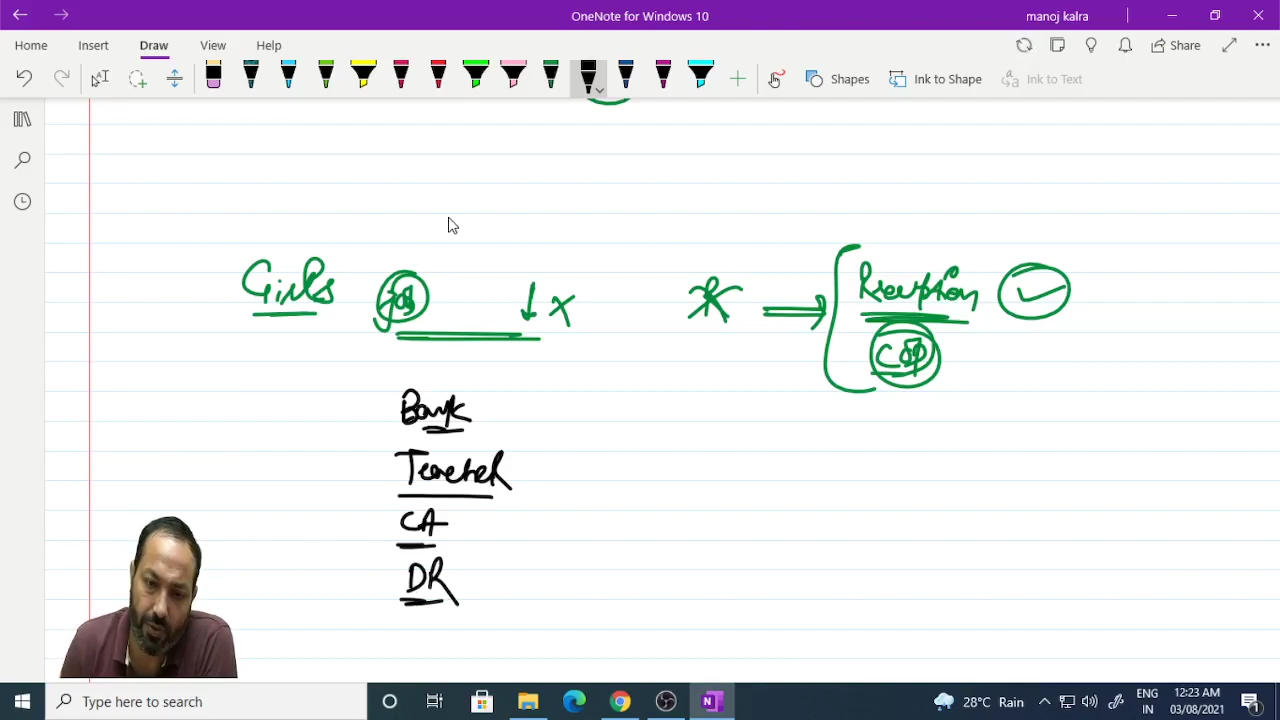 OneNote for Windows 10
manoj kalra
Home Insert Draw View Help
Share
Shapes
Ink to Shape
Ink to Text
Girls Job x Reception
Bank
Teacher
CA
DR
Type here to search
28°C Rain
ENG
IN
12:23 AM
03/08/2021
1